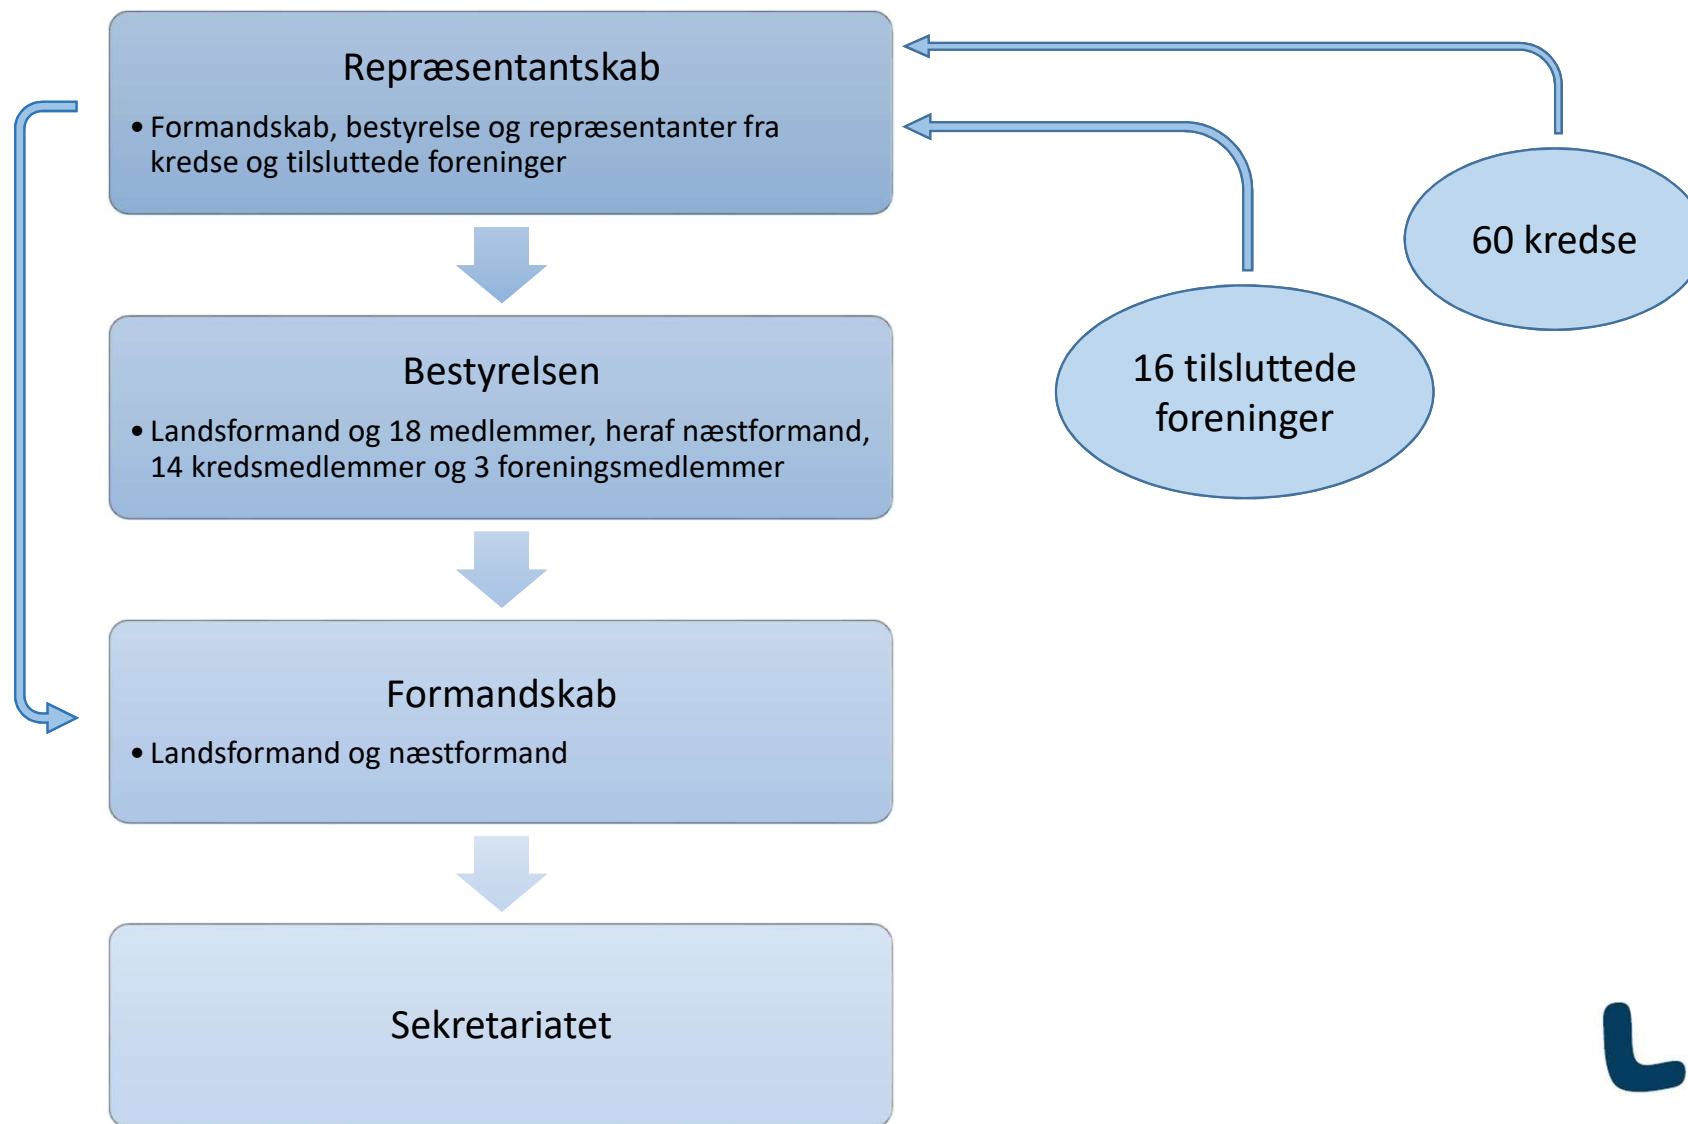 Repræsentantskab
• Formandskab, bestyrelse og repræsentanter fra
kredse og tilsluttede foreninger
60 kredse
16 tilsluttede
foreninger
Bestyrelsen
• Landsformand og 18 medlemmer, heraf næstformand,
14 kredsmedlemmer og 3 foreningsmedlemmer
Formandskab
• Landsformand og næstformand
Sekretariatet